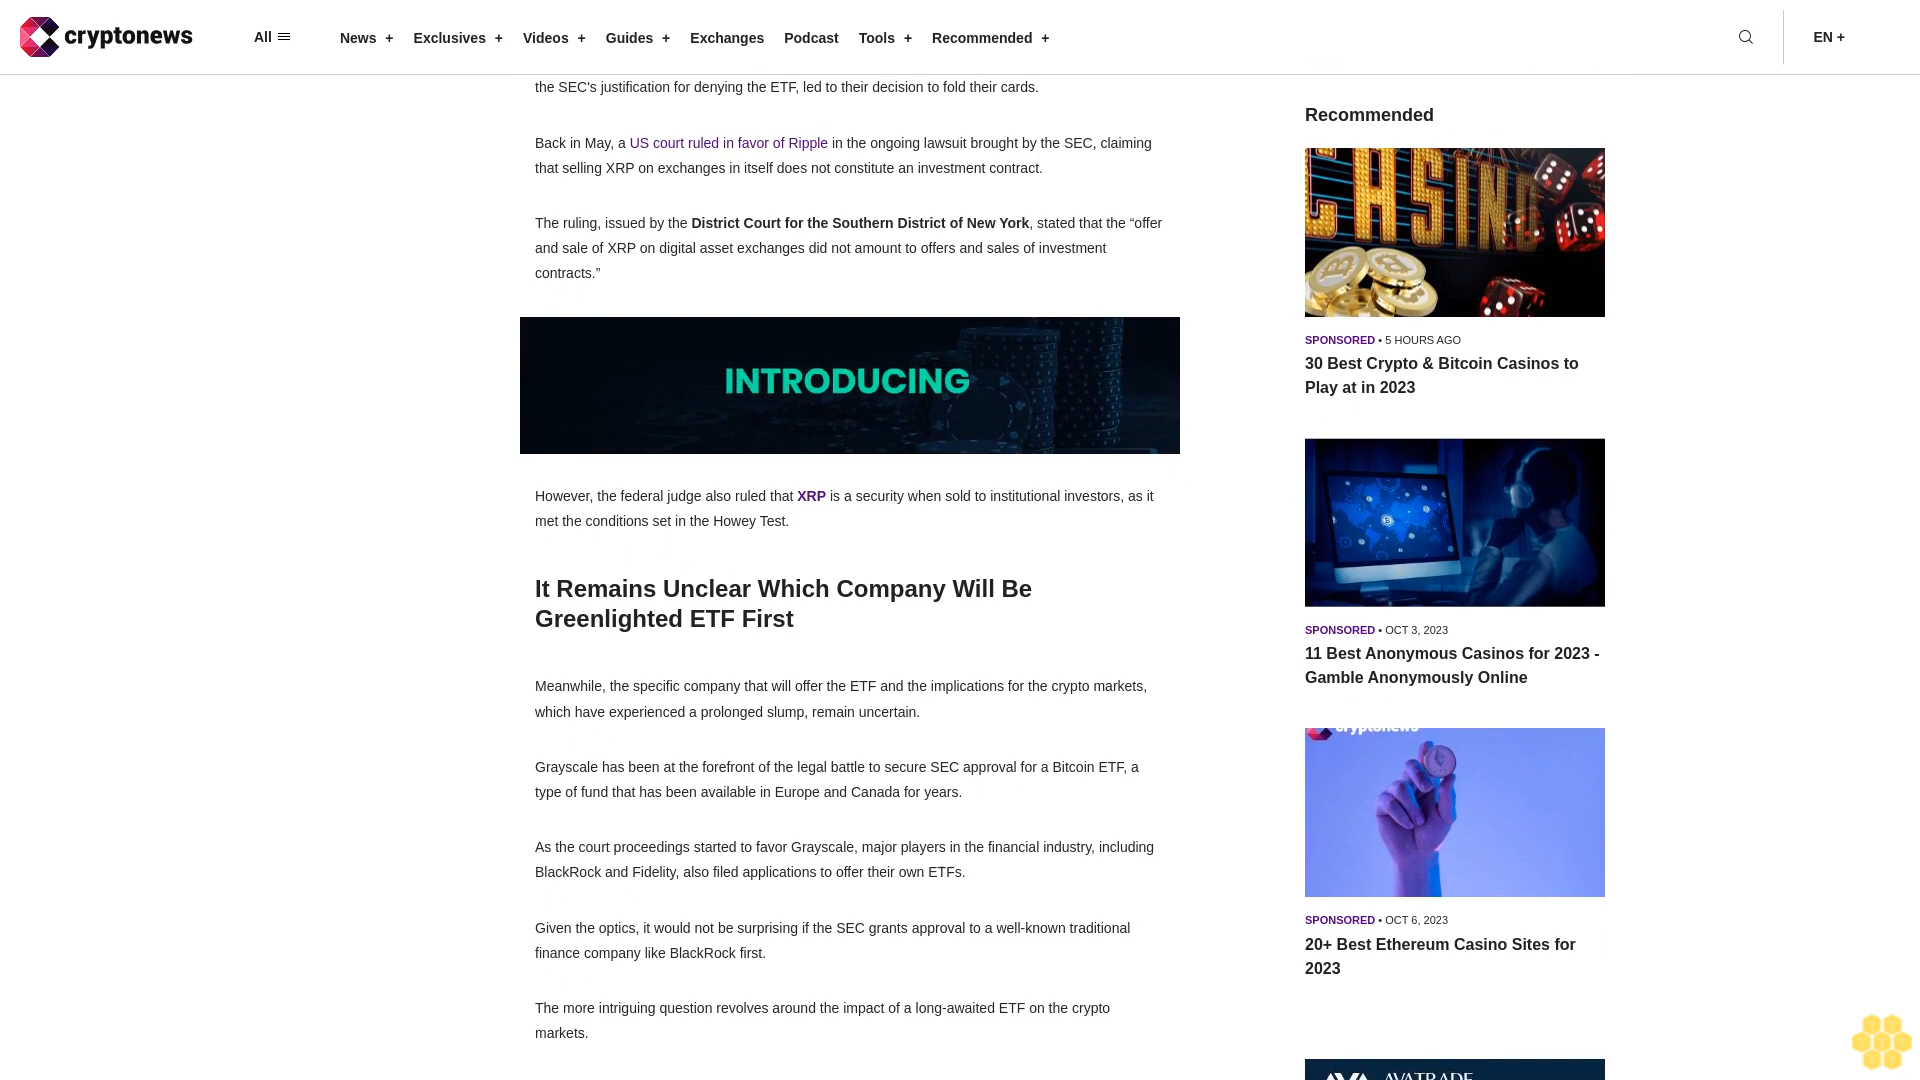 cryptonews
All
News +
Exclusives +
Videos +
Guides +
Exchanges
Podcast
Tools +
Recommended +
EN +
the SEC's justification for denying the ETF, led to their decision to fold their cards.
Back in May, a US court ruled in favor of Ripple in the ongoing lawsuit brought by the SEC, claiming
that selling XRP on exchanges in itself does not constitute an investment contract.
The ruling, issued by the District Court for the Southern District of New York, stated that the “offer
and sale of XRP on digital asset exchanges did not amount to offers and sales of investment
contracts.”
INTRODUCING
However, the federal judge also ruled that XRP is a security when sold to institutional investors, as it
met the conditions set in the Howey Test.
It Remains Unclear Which Company Will Be
Greenlighted ETF First
Meanwhile, the specific company that will offer the ETF and the implications for the crypto markets,
which have experienced a prolonged slump, remain uncertain.
Grayscale has been at the forefront of the legal battle to secure SEC approval for a Bitcoin ETF, a
type of fund that has been available in Europe and Canada for years.
As the court proceedings started to favor Grayscale, major players in the financial industry, including
BlackRock and Fidelity, also filed applications to offer their own ETFs.
Given the optics, it would not be surprising if the SEC grants approval to a well-known traditional
finance company like BlackRock first.
The more intriguing question revolves around the impact of a long-awaited ETF on the crypto
markets.
Recommended
CASINO
SPONSORED • 5 HOURS AGO
30 Best Crypto & Bitcoin Casinos to
Play at in 2023
SPONSORED • OCT 3, 2023
11 Best Anonymous Casinos for 2023 -
Gamble Anonymously Online
cryptonews
SPONSORED • OCT 6, 2023
20+ Best Ethereum Casino Sites for
2023
AVATRADE